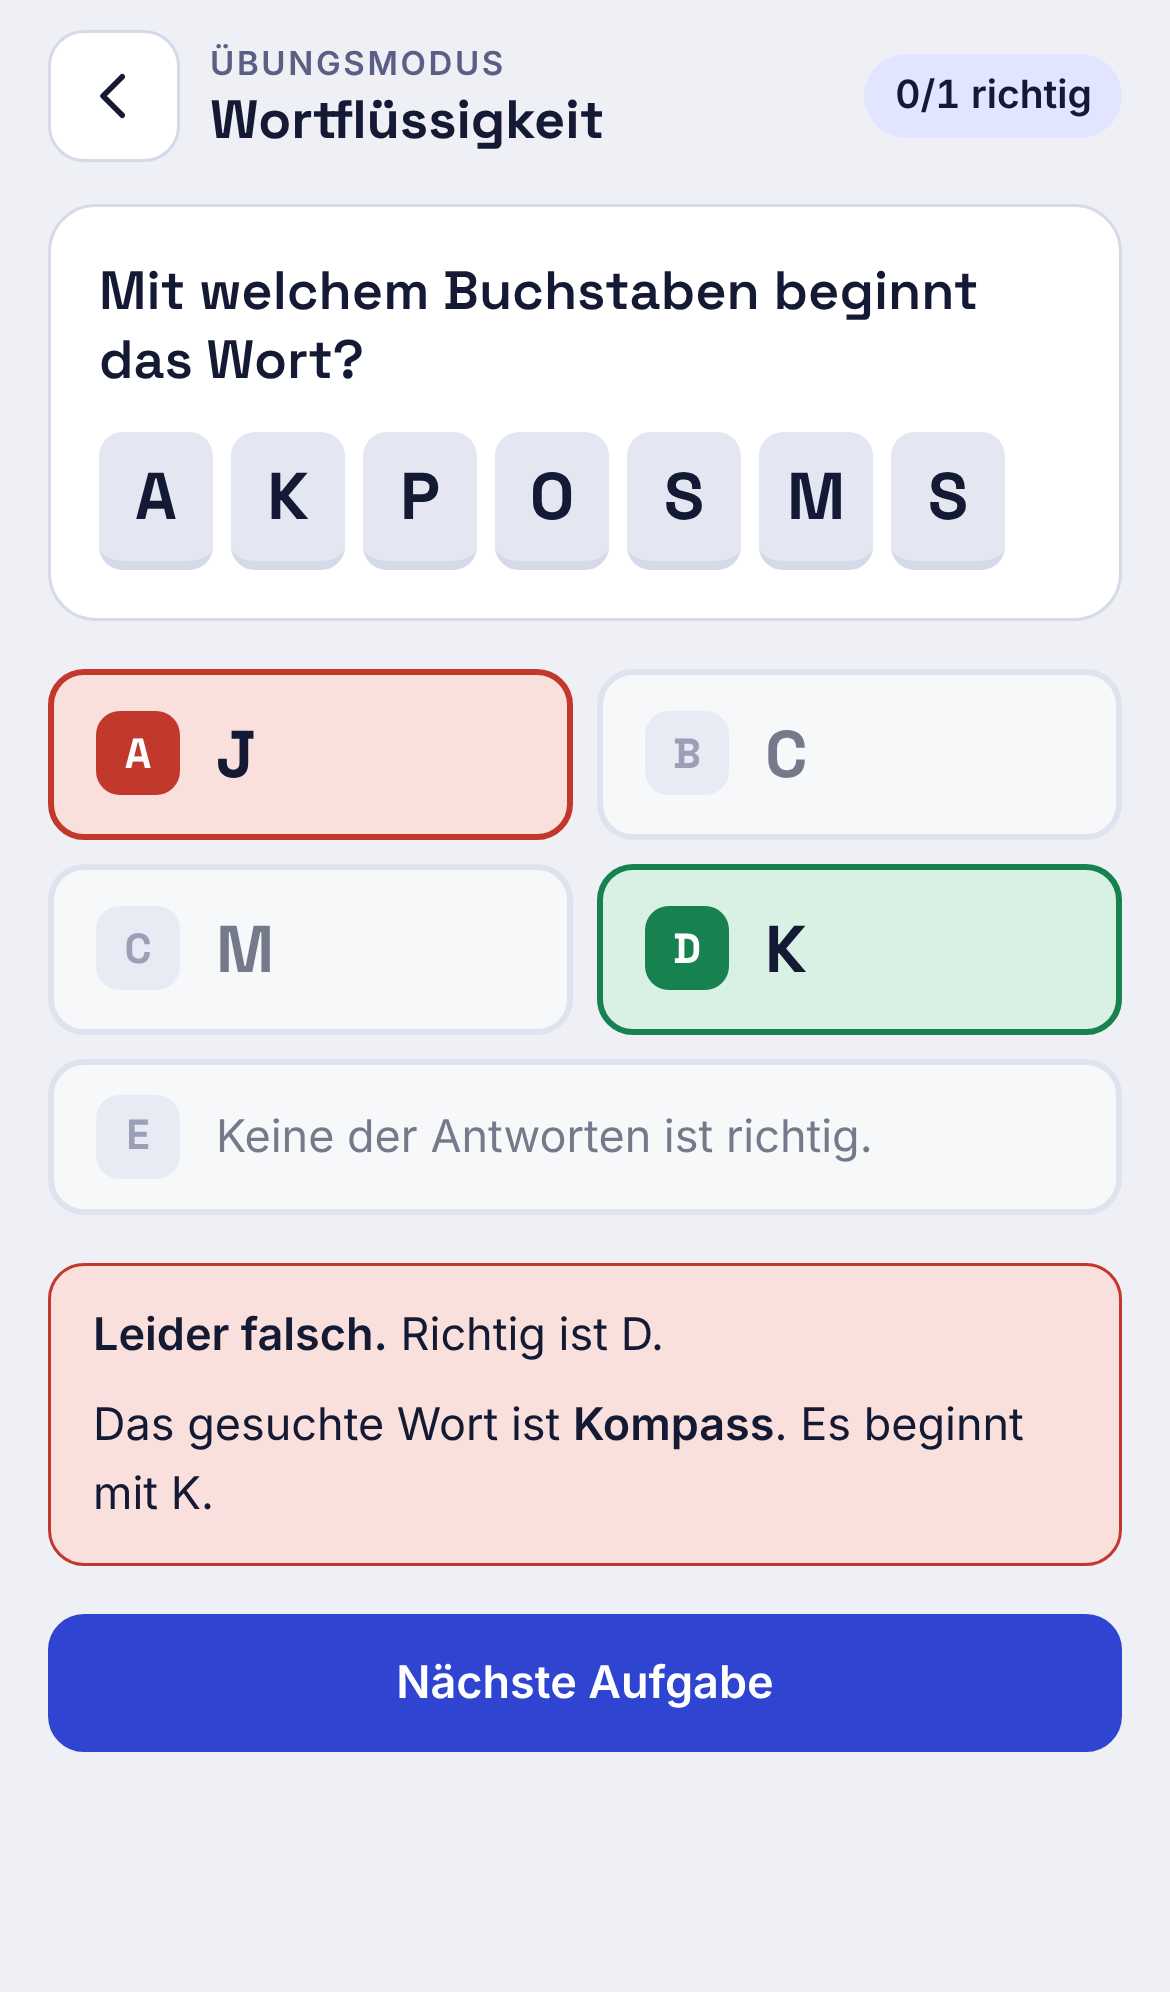 ÜBUNGSMODUS
Wortflüssigkeit
0/1 richtig
Mit welchem Buchstaben beginnt
das Wort?
A K P O S M S
A J
B C
C M
D K
E Keine der Antworten ist richtig.
Leider falsch. Richtig ist D.
Das gesuchte Wort ist Kompass. Es beginnt
mit K.
Nächste Aufgabe